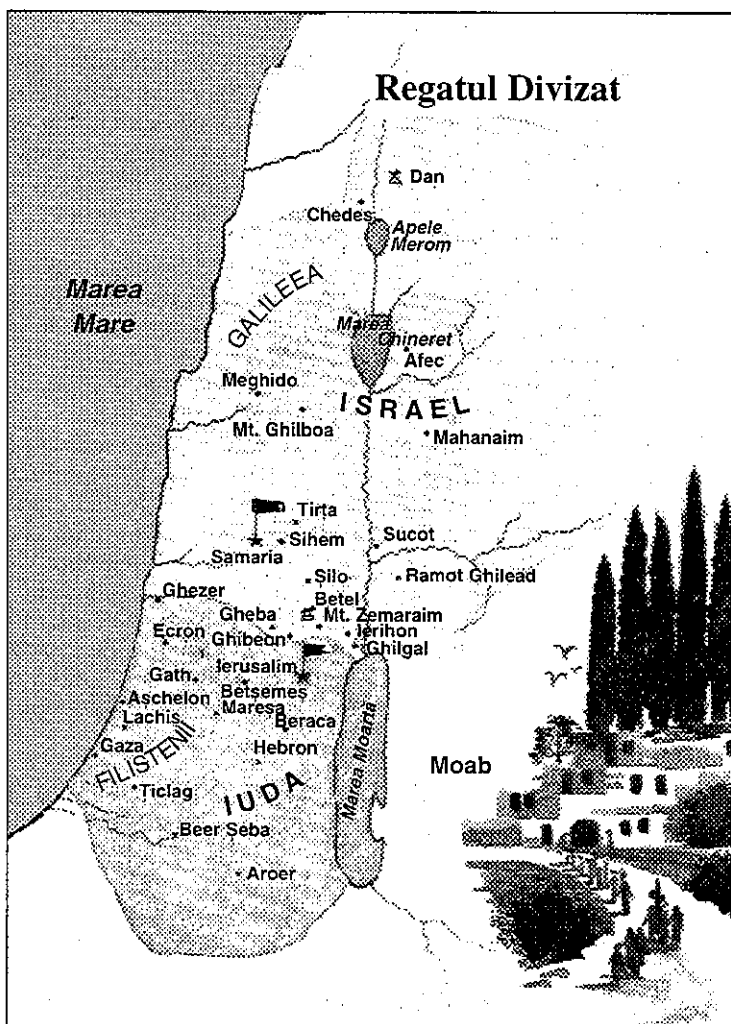 Regatul Divizat
Dan
Chedes
Apele
Merom
Marea
Mare
GALILEEA
Marea
Chineret
Afec
Meghido
ISRAEL
Mt. Ghilboa
Mahanaim
Tirta
Sihem
Samaria
Sucot
Silo
Ramot Ghilead
Ghezer
Betel
Gheba
Mt. Zemaraim
Ecron
Ghibeon
Ierihon
Ghilgal
Ierusalim
Gath
Betsemes
Aschelon
Maresa
Lachis
Beraca
Gaza
FILISTENII
Hebron
Marea Moarta
Moab
Ticlag
IUDA
Beer Seba
Aroer